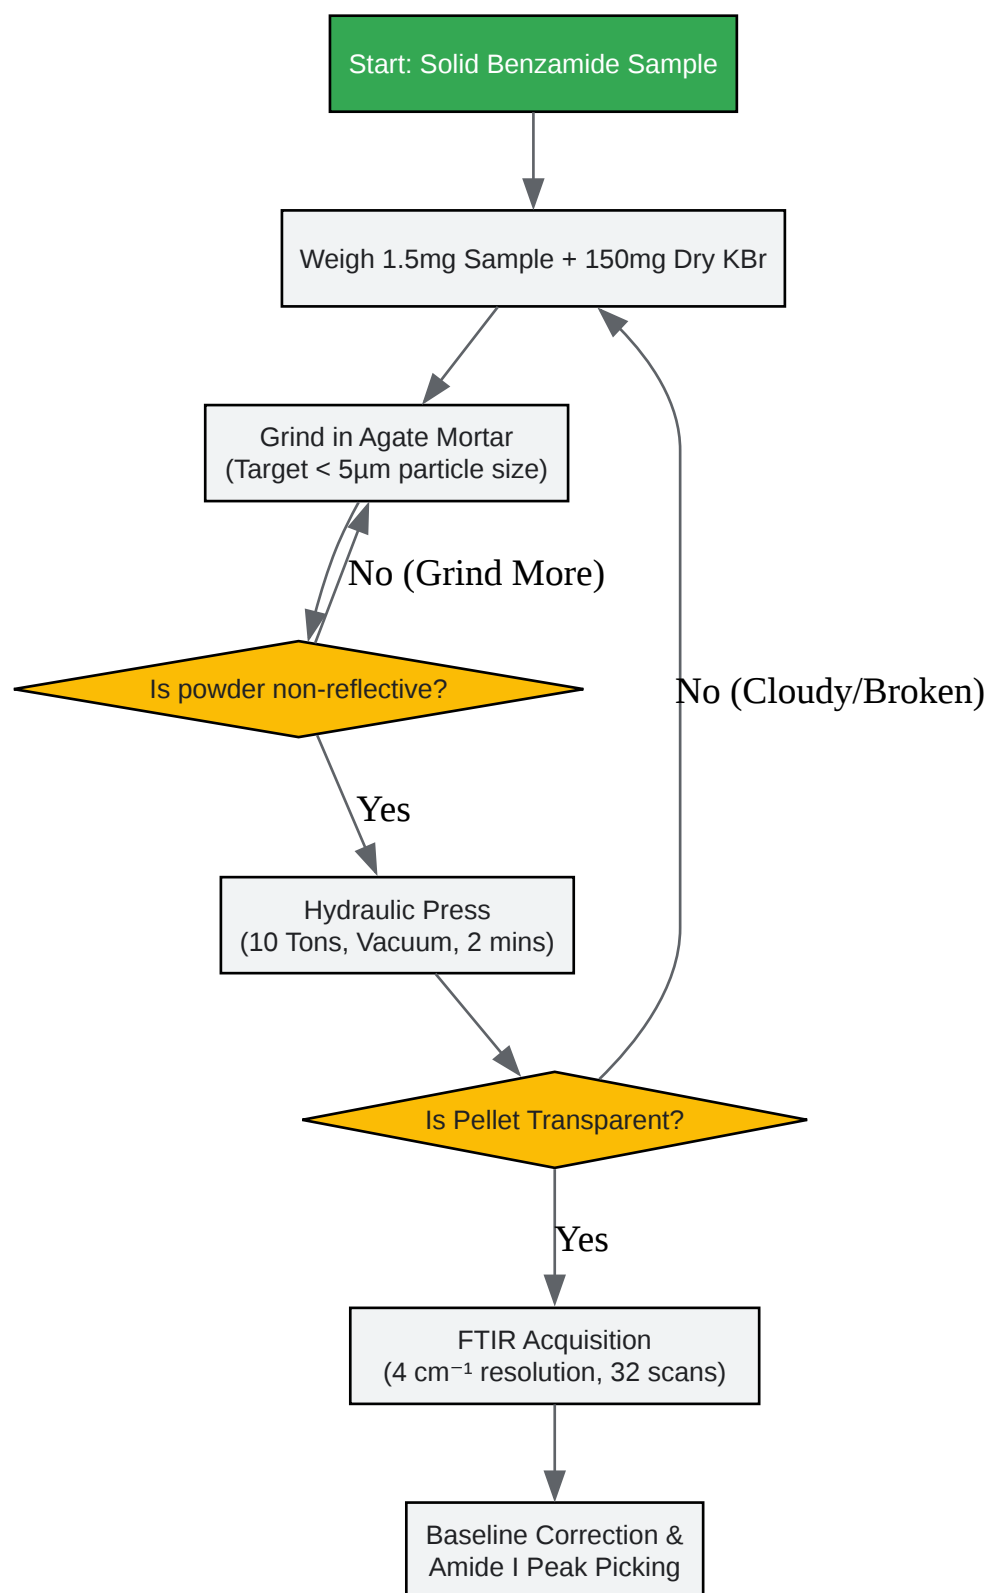 Start: Solid Benzamide Sample
Weigh 1.5mg Sample + 150mg Dry KBr
Grind in Agate Mortar
(Target < 5µm particle size)
No (Grind More)
Is powder non-reflective?
No (Cloudy/Broken)
Yes
Hydraulic Press
(10 Tons, Vacuum, 2 mins)
Is Pellet Transparent?
Yes
FTIR Acquisition
(4 cm⁻¹ resolution, 32 scans)
Baseline Correction &
Amide I Peak Picking